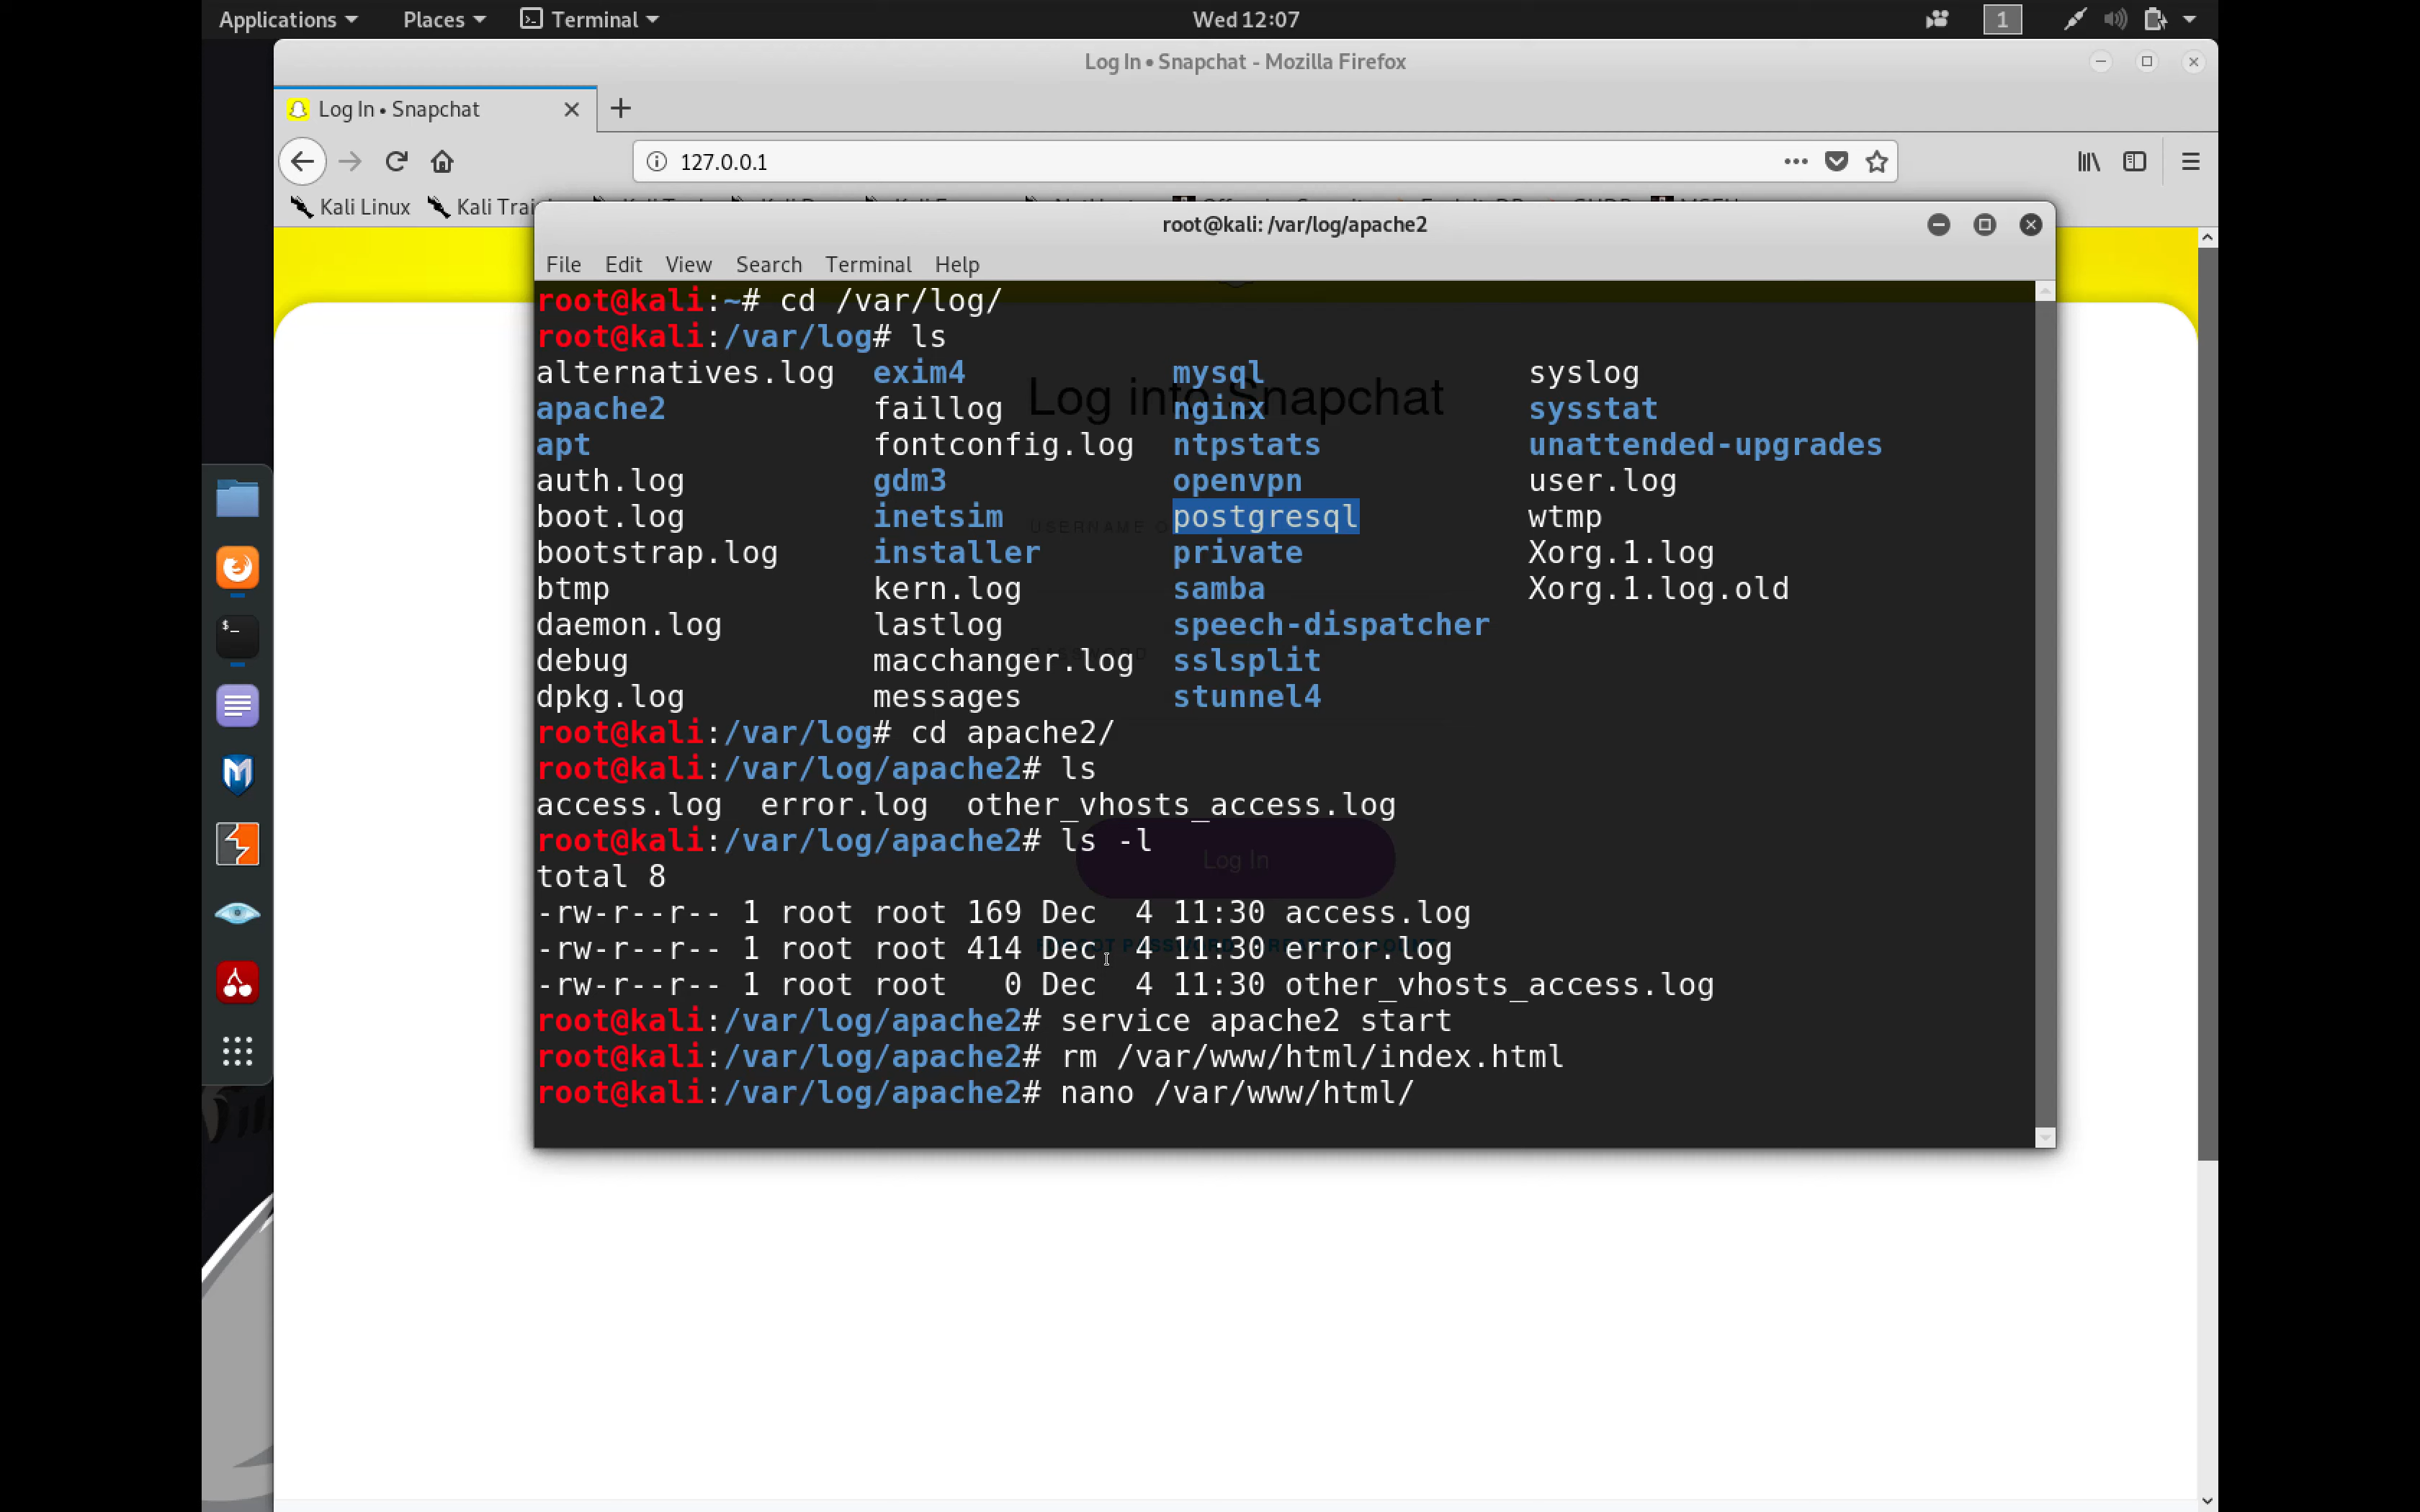 Applications Places Terminal Wed 12:07 1
Log In • Snapchat - Mozilla Firefox
Log In • Snapchat
127.0.0.1
Kali Linux Kali
root@kali: /var/log/apache2
File Edit View Search Terminal Help
root@kali:~# cd /var/log/
root@kali:/var/log# ls
alternatives.log exim4 mysql syslog
apache2 faillog nginx sysstat
apt fontconfig.log ntpstats unattended-upgrades
auth.log gdm3 openvpn user.log
boot.log inetsim postgresql wtmp
bootstrap.log installer private Xorg.1.log
btmp kern.log samba Xorg.1.log.old
daemon.log lastlog speech-dispatcher
debug macchanger.log sslsplit
dpkg.log messages stunnel4
root@kali:/var/log# cd apache2/
root@kali:/var/log/apache2# ls
access.log error.log other_vhosts_access.log
root@kali:/var/log/apache2# ls -l
total 8
-rw-r--r-- 1 root root 169 Dec 4 11:30 access.log
-rw-r--r-- 1 root root 414 Dec 4 11:30 error.log
-rw-r--r-- 1 root root 0 Dec 4 11:30 other_vhosts_access.log
root@kali:/var/log/apache2# service apache2 start
root@kali:/var/log/apache2# rm /var/www/html/index.html
root@kali:/var/log/apache2# nano /var/www/html/
Log into Snapchat
USERNAME
Log In